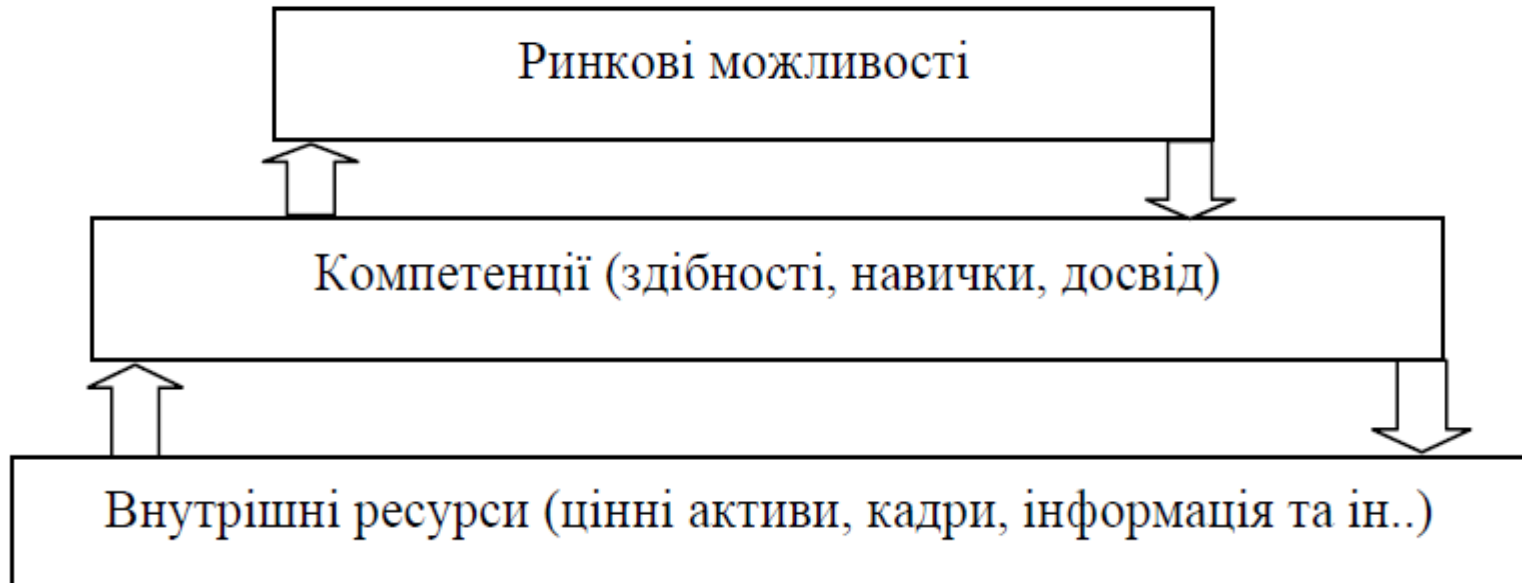 Ринкові можливості
Компетенції (здібності, навички, досвід)
Внутрішні ресурси (цінні активи, кадри, інформація та ін..)